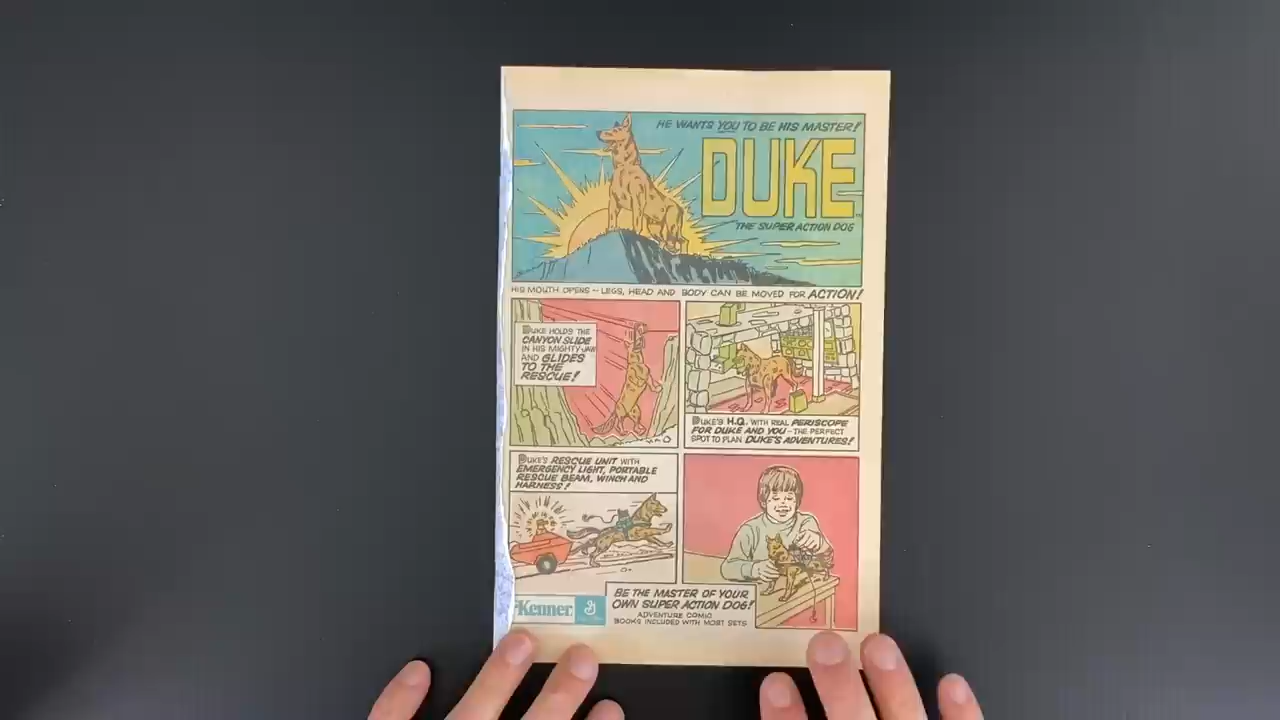 HE WANTS YOU TO BE HIS MASTER!
DUKE
THE SUPER ACTION DOG
HIS MOUTH OPENS - LEGS, HEAD AND BODY CAN BE MOVED FOR ACTION!
DUKE HOLDS THE
CANYON SLIDE
IN HIS MIGHTY JAW
AND GLIDES
TO THE
RESCUE!
DUKE'S H.Q. WITH REAL PERISCOPE
FOR DUKE AND YOU - THE PERFECT
SPOT TO PLAN DUKE'S ADVENTURES!
DUKE'S RESCUE UNIT WITH
EMERGENCY LIGHT, PORTABLE
RESCUE BEAM, WINCH AND
HARNESS!
Kenner
BE THE MASTER OF YOUR
OWN SUPER ACTION DOG!
ADVENTURE COMIC
BOOKS INCLUDED WITH MOST SETS